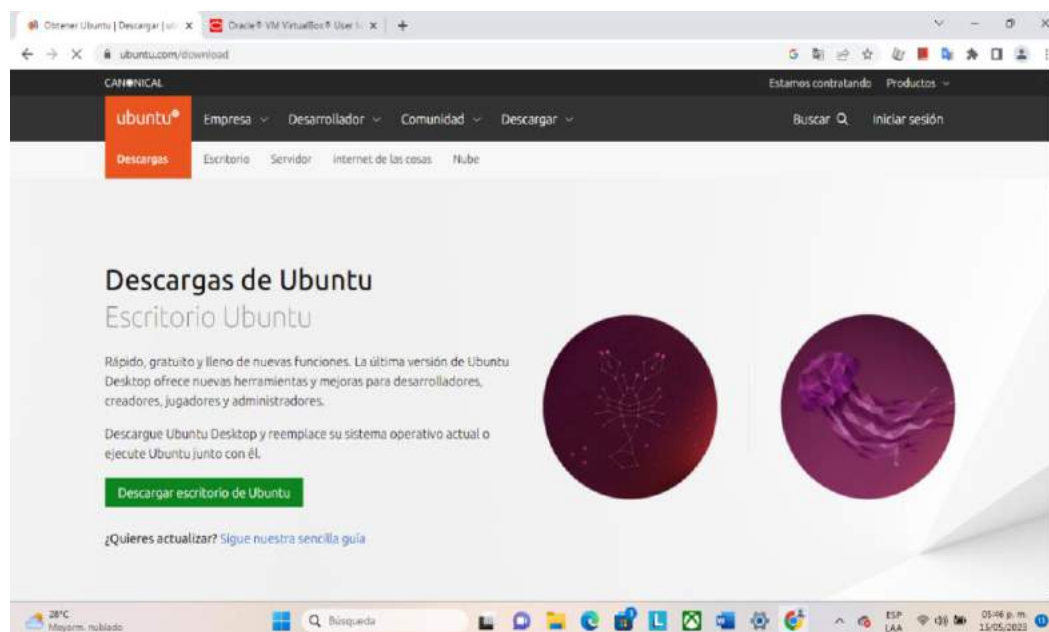 Obtener Ubuntu | Descargar | ub
Oracle® VM VirtualBox® User M
ubuntu.com/download
CANONICAL
Estamos contratando Productos
ubuntu® Empresa Desarrollador Comunidad Descargar Buscar Iniciar sesión
Descargas Escritorio Servidor internet de las cosas Nube
Descargas de Ubuntu
Escritorio Ubuntu
Rápido, gratuito y lleno de nuevas funciones. La última versión de Ubuntu
Desktop ofrece nuevas herramientas y mejoras para desarrolladores,
creadores, jugadores y administradores.
Descargue Ubuntu Desktop y reemplace su sistema operativo actual o
ejecute Ubuntu junto con él.
Descargar escritorio de Ubuntu
¿Quieres actualizar? Sigue nuestra sencilla guía
28°C
Mayorm. nublado
Búsqueda
ESP
LAA
05:46 p. m.
15/05/2023